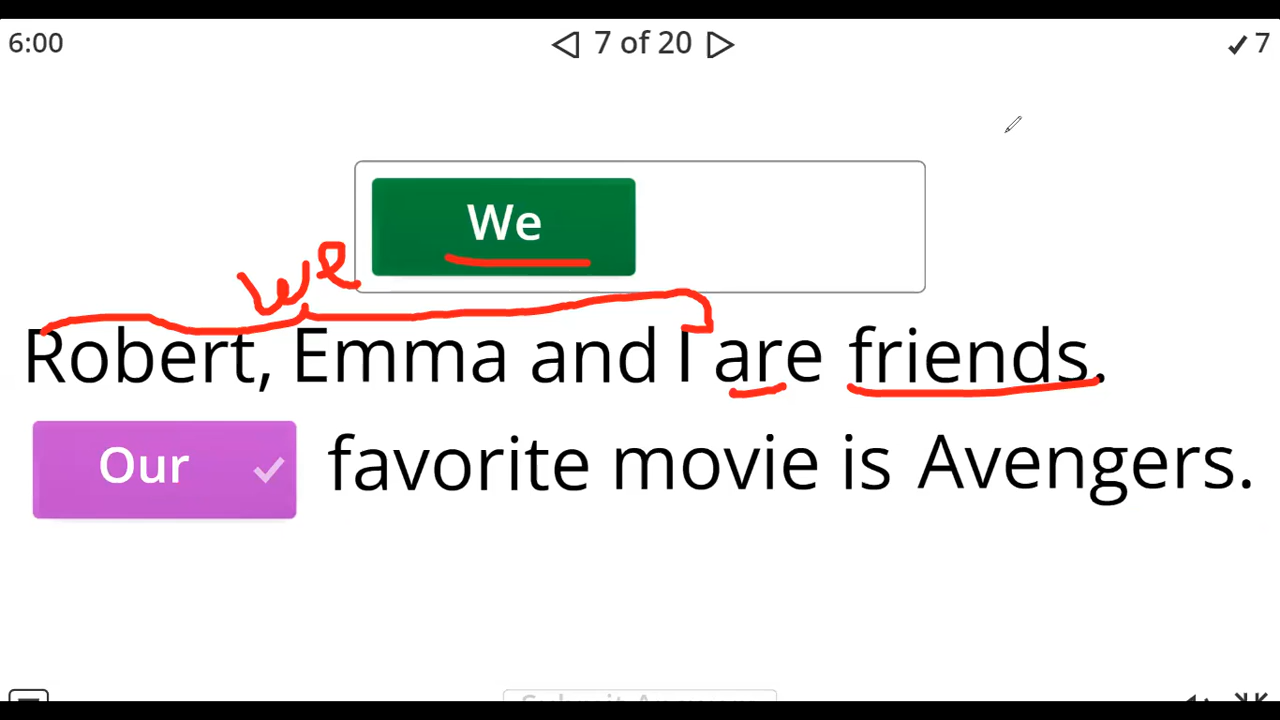 6:00 7 of 20 7
We
we
Robert, Emma and I are friends.
Our favorite movie is Avengers.